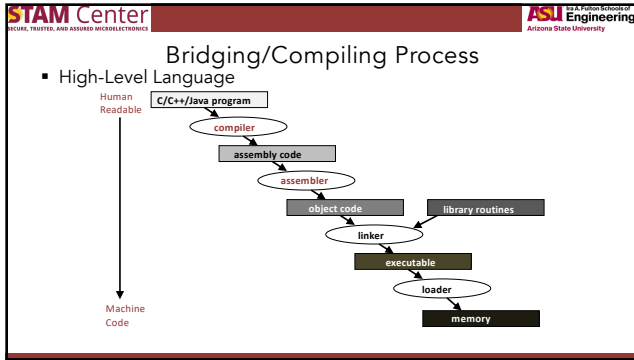 STAM Center
SECURE, TRUSTED, AND ASSURED MICROELECTRONICS
ASU Ira A. Fulton Schools of
Engineering
Arizona State University
Bridging/Compiling Process
▪ High-Level Language
Human
Readable
C/C++/Java program
compiler
assembly code
assembler
object code
library routines
linker
executable
loader
Machine
Code
memory